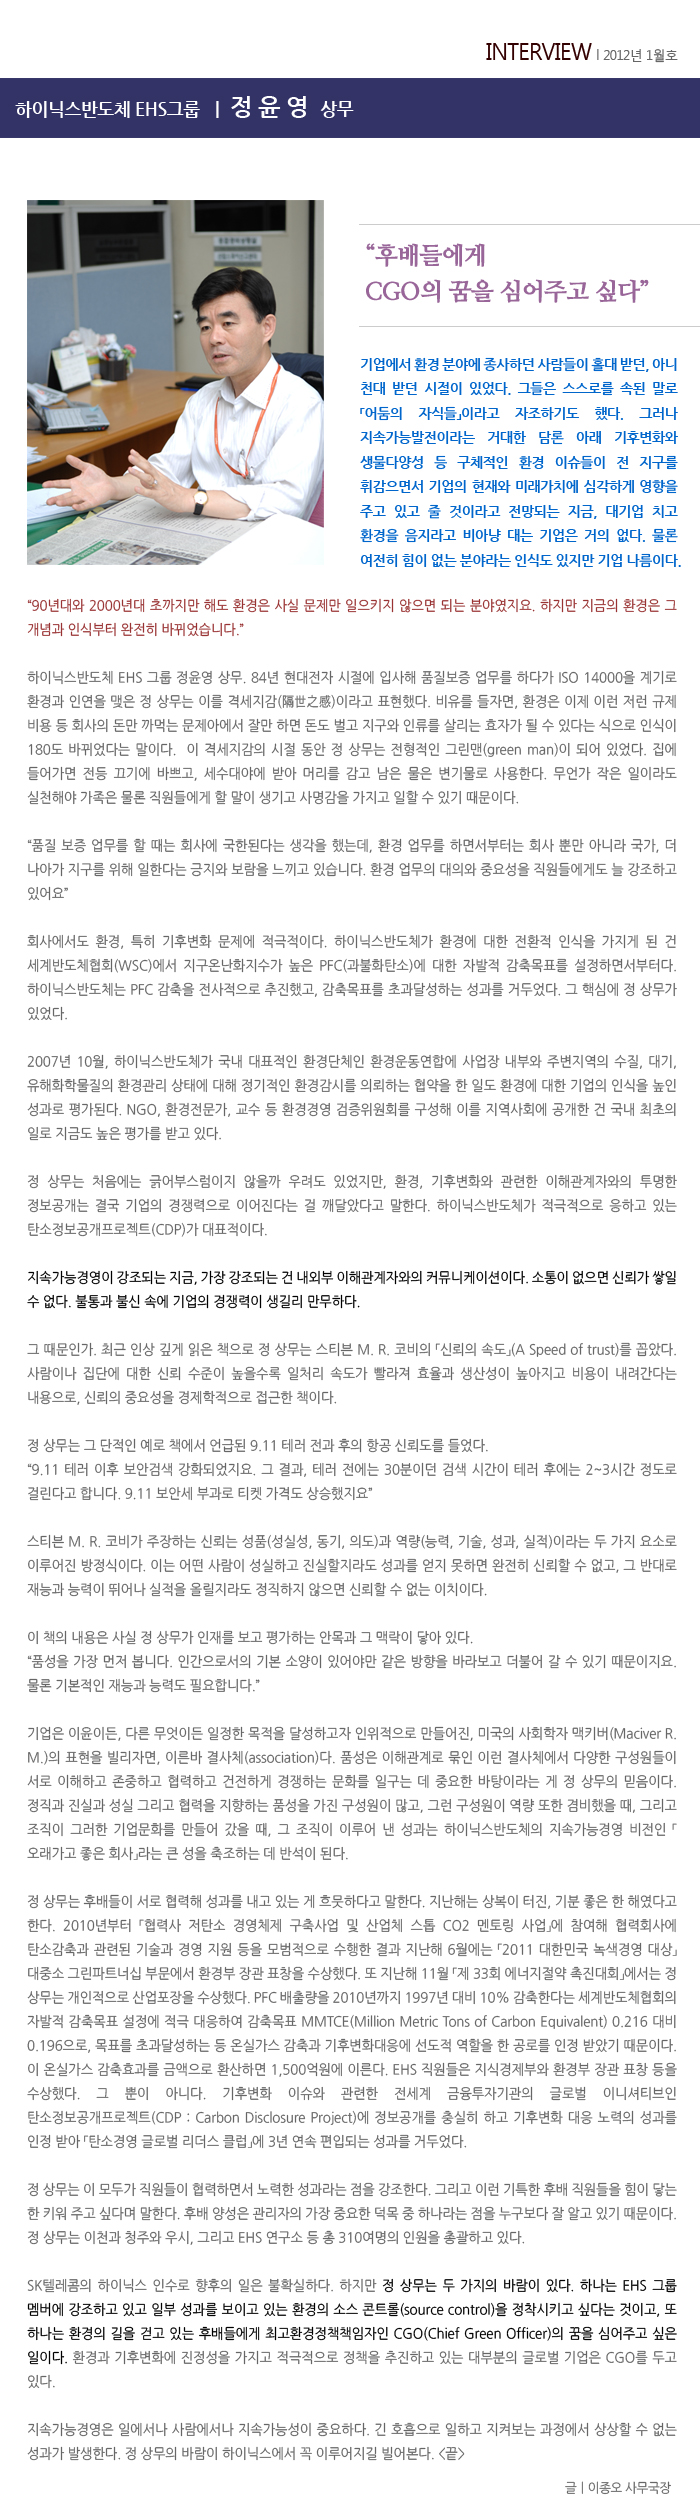 INTERVIEW | 2012년 1월호
하이닉스반도체 EHS그룹 | 정 윤 영 상무
“후배들에게
CGO의 꿈을 심어주고 싶다”
기업에서 환경 분야에 종사하던 사람들이 홀대 받던, 아니
천대 받던 시절이 있었다. 그들은 스스로를 속된 말로
「어둠의 자식들」이라고 자조하기도 했다. 그러나
지속가능발전이라는 거대한 담론 아래 기후변화와
생물다양성 등 구체적인 환경 이슈들이 전 지구를
휘감으면서 기업의 현재와 미래가치에 심각하게 영향을
주고 있고 줄 것이라고 전망되는 지금, 대기업 치고
환경을 음지라고 비아냥 대는 기업은 거의 없다. 물론
여전히 힘이 없는 분야라는 인식도 있지만 기업 나름이다.
“90년대와 2000년대 초까지만 해도 환경은 사실 문제만 일으키지 않으면 되는 분야였지요. 하지만 지금의 환경은 그
개념과 인식부터 완전히 바뀌었습니다.”
하이닉스반도체 EHS 그룹 정윤영 상무. 84년 현대전자 시절에 입사해 품질보증 업무를 하다가 ISO 14000을 계기로
환경과 인연을 맺은 정 상무는 이를 격세지감(隔世之感)이라고 표현했다. 비유를 들자면, 환경은 이제 이런 저런 규제
비용 등 회사의 돈만 까먹는 문제아에서 잘만 하면 돈도 벌고 지구와 인류를 살리는 효자가 될 수 있다는 식으로 인식이
180도 바뀌었다는 말이다.  이 격세지감의 시절 동안 정 상무는 전형적인 그린맨(green man)이 되어 있었다. 집에
들어가면 전등 끄기에 바쁘고, 세수대야에 받아 머리를 감고 남은 물은 변기물로 사용한다. 무언가 작은 일이라도
실천해야 가족은 물론 직원들에게 할 말이 생기고 사명감을 가지고 일할 수 있기 때문이다.
“품질 보증 업무를 할 때는 회사에 국한된다는 생각을 했는데, 환경 업무를 하면서부터는 회사 뿐만 아니라 국가, 더
나아가 지구를 위해 일한다는 긍지와 보람을 느끼고 있습니다. 환경 업무의 대의와 중요성을 직원들에게도 늘 강조하고
있어요”
회사에서도 환경, 특히 기후변화 문제에 적극적이다. 하이닉스반도체가 환경에 대한 전환적 인식을 가지게 된 건
세계반도체협회(WSC)에서 지구온난화지수가 높은 PFC(과불화탄소)에 대한 자발적 감축목표를 설정하면서부터다.
하이닉스반도체는 PFC 감축을 전사적으로 추진했고, 감축목표를 초과달성하는 성과를 거두었다. 그 핵심에 정 상무가
있었다.
2007년 10월, 하이닉스반도체가 국내 대표적인 환경단체인 환경운동연합에 사업장 내부와 주변지역의 수질, 대기,
유해화학물질의 환경관리 상태에 대해 정기적인 환경감시를 의뢰하는 협약을 한 일도 환경에 대한 기업의 인식을 높인
성과로 평가된다. NGO, 환경전문가, 교수 등 환경경영 검증위원회를 구성해 이를 지역사회에 공개한 건 국내 최초의
일로 지금도 높은 평가를 받고 있다.
정 상무는 처음에는 긁어부스럼이지 않을까 우려도 있었지만, 환경, 기후변화와 관련한 이해관계자와의 투명한
정보공개는 결국 기업의 경쟁력으로 이어진다는 걸 깨달았다고 말한다. 하이닉스반도체가 적극적으로 응하고 있는
탄소정보공개프로젝트(CDP)가 대표적이다.
지속가능경영이 강조되는 지금, 가장 강조되는 건 내외부 이해관계자와의 커뮤니케이션이다. 소통이 없으면 신뢰가 쌓일
수 없다. 불통과 불신 속에 기업의 경쟁력이 생길리 만무하다.
그 때문인가. 최근 인상 깊게 읽은 책으로 정 상무는 스티븐 M. R. 코비의 「신뢰의 속도」(A Speed of trust)를 꼽았다.
사람이나 집단에 대한 신뢰 수준이 높을수록 일처리 속도가 빨라져 효율과 생산성이 높아지고 비용이 내려간다는
내용으로, 신뢰의 중요성을 경제학적으로 접근한 책이다.
정 상무는 그 단적인 예로 책에서 언급된 9.11 테러 전과 후의 항공 신뢰도를 들었다.
“9.11 테러 이후 보안검색 강화되었지요. 그 결과, 테러 전에는 30분이던 검색 시간이 테러 후에는 2~3시간 정도로
걸린다고 합니다. 9.11 보안세 부과로 티켓 가격도 상승했지요”
스티븐 M. R. 코비가 주장하는 신뢰는 성품(성실성, 동기, 의도)과 역량(능력, 기술, 성과, 실적)이라는 두 가지 요소로
이루어진 방정식이다. 이는 어떤 사람이 성실하고 진실할지라도 성과를 얻지 못하면 완전히 신뢰할 수 없고, 그 반대로
재능과 능력이 뛰어나 실적을 올릴지라도 정직하지 않으면 신뢰할 수 없는 이치이다.
이 책의 내용은 사실 정 상무가 인재를 보고 평가하는 안목과 그 맥락이 닿아 있다.
“품성을 가장 먼저 봅니다. 인간으로서의 기본 소양이 있어야만 같은 방향을 바라보고 더불어 갈 수 있기 때문이지요.
물론 기본적인 재능과 능력도 필요합니다.”
기업은 이윤이든, 다른 무엇이든 일정한 목적을 달성하고자 인위적으로 만들어진, 미국의 사회학자 맥키버(Maciver R.
M.)의 표현을 빌리자면, 이른바 결사체(association)다. 품성은 이해관계로 묶인 이런 결사체에서 다양한 구성원들이
서로 이해하고 존중하고 협력하고 건전하게 경쟁하는 문화를 일구는 데 중요한 바탕이라는 게 정 상무의 믿음이다.
정직과 진실과 성실 그리고 협력을 지향하는 품성을 가진 구성원이 많고, 그런 구성원이 역량 또한 겸비했을 때, 그리고
조직이 그러한 기업문화를 만들어 갔을 때, 그 조직이 이루어 낸 성과는 하이닉스반도체의 지속가능경영 비전인 「
오래가고 좋은 회사」라는 큰 성을 축조하는 데 반석이 된다.
정 상무는 후배들이 서로 협력해 성과를 내고 있는 게 흐뭇하다고 말한다. 지난해는 상복이 터진, 기분 좋은 한 해였다고
한다. 2010년부터 「협력사 저탄소 경영체제 구축사업 및 산업체 스톱 CO2 멘토링 사업」에 참여해 협력회사에
탄소감축과 관련된 기술과 경영 지원 등을 모범적으로 수행한 결과 지난해 6월에는 「2011 대한민국 녹색경영 대상」
대중소 그린파트너십 부문에서 환경부 장관 표창을 수상했다. 또 지난해 11월 「제 33회 에너지절약 촉진대회」에서는 정
상무는 개인적으로 산업포장을 수상했다. PFC 배출량을 2010년까지 1997년 대비 10% 감축한다는 세계반도체협회의
자발적 감축목표 설정에 적극 대응하여 감축목표 MMTCE(Million Metric Tons of Carbon Equivalent) 0.216 대비
0.196으로, 목표를 초과달성하는 등 온실가스 감축과 기후변화대응에 선도적 역할을 한 공로를 인정 받았기 때문이다.
이 온실가스 감축효과를 금액으로 환산하면 1,500억원에 이른다. EHS 직원들은 지식경제부와 환경부 장관 표창 등을
수상했다. 그 뿐이 아니다. 기후변화 이슈와 관련한 전세계 금융투자기관의 글로벌 이니셔티브인
탄소정보공개프로젝트(CDP : Carbon Disclosure Project)에 정보공개를 충실히 하고 기후변화 대응 노력의 성과를
인정 받아 「탄소경영 글로벌 리더스 클럽」에 3년 연속 편입되는 성과를 거두었다.
정 상무는 이 모두가 직원들이 협력하면서 노력한 성과라는 점을 강조한다. 그리고 이런 기특한 후배 직원들을 힘이 닿는
한 키워 주고 싶다며 말한다. 후배 양성은 관리자의 가장 중요한 덕목 중 하나라는 점을 누구보다 잘 알고 있기 때문이다.
정 상무는 이천과 청주와 우시, 그리고 EHS 연구소 등 총 310여명의 인원을 총괄하고 있다.
SK텔레콤의 하이닉스 인수로 향후의 일은 불확실하다. 하지만 정 상무는 두 가지의 바람이 있다. 하나는 EHS 그룹
멤버에 강조하고 있고 일부 성과를 보이고 있는 환경의 소스 콘트롤(source control)을 정착시키고 싶다는 것이고, 또
하나는 환경의 길을 걷고 있는 후배들에게 최고환경정책책임자인 CGO(Chief Green Officer)의 꿈을 심어주고 싶은
일이다. 환경과 기후변화에 진정성을 가지고 적극적으로 정책을 추진하고 있는 대부분의 글로벌 기업은 CGO를 두고
있다.
지속가능경영은 일에서나 사람에서나 지속가능성이 중요하다. 긴 호흡으로 일하고 지켜보는 과정에서 상상할 수 없는
성과가 발생한다. 정 상무의 바람이 하이닉스에서 꼭 이루어지길 빌어본다. <끝>
글 | 이종오 사무국장